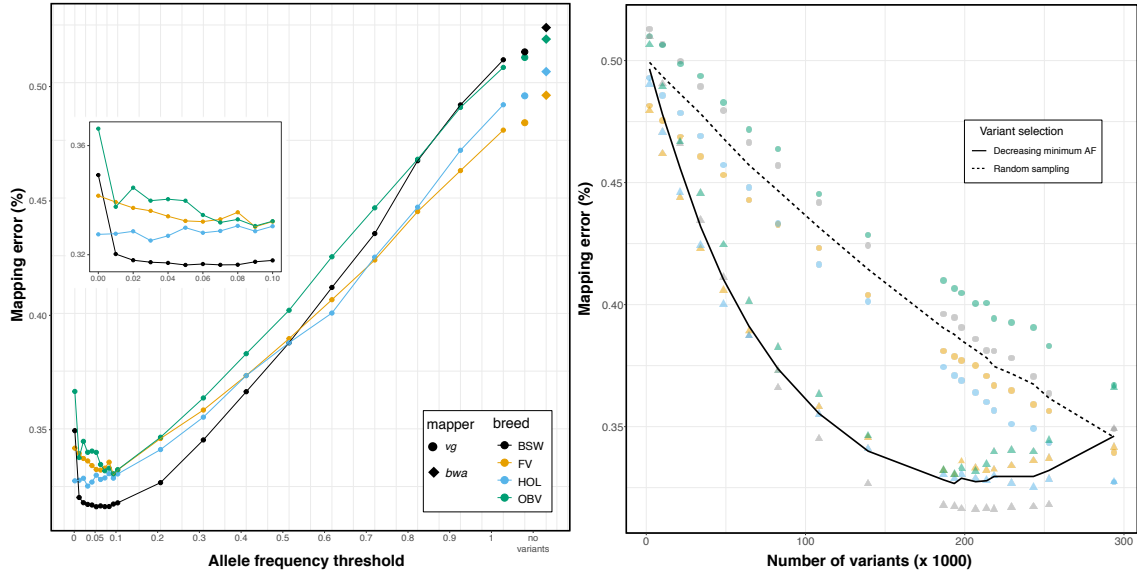 Mapping error (%)
0.50
0.45
0.40
0.35
0.36
0.32
0.00 0.02 0.04 0.06 0.08 0.10
mapper
vg
bwa
breed
BSW
FV
HOL
OBV
0 0.05 0.1 0.2 0.3 0.4 0.5 0.6 0.7 0.8 0.9 1 no
variants
Allele frequency threshold
Mapping error (%)
0.50
0.45
0.40
0.35
Variant selection
Decreasing minimum AF
Random sampling
0 100 200 300
Number of variants (x 1000)